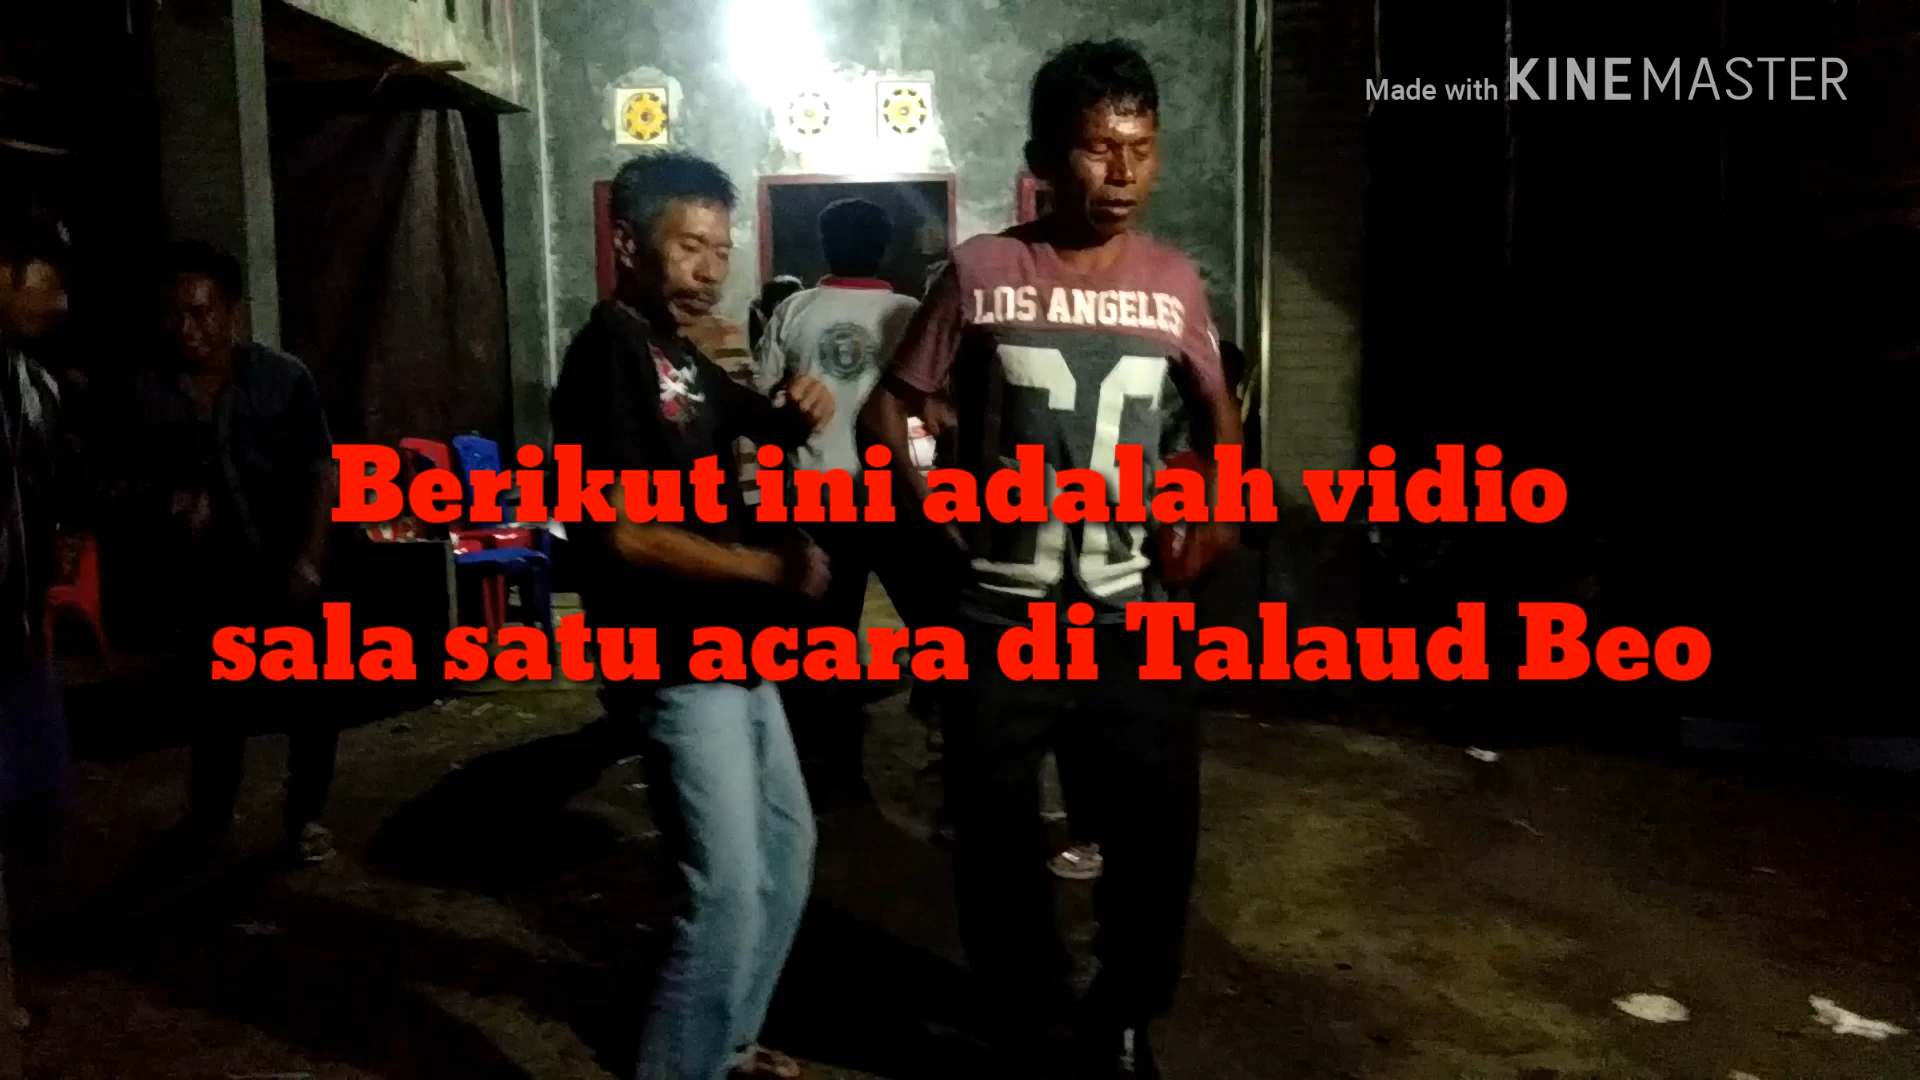 Made with KINEMASTER
LOS ANGELES
Berikut ini adalah vidio
sala satu acara di Talaud Beo